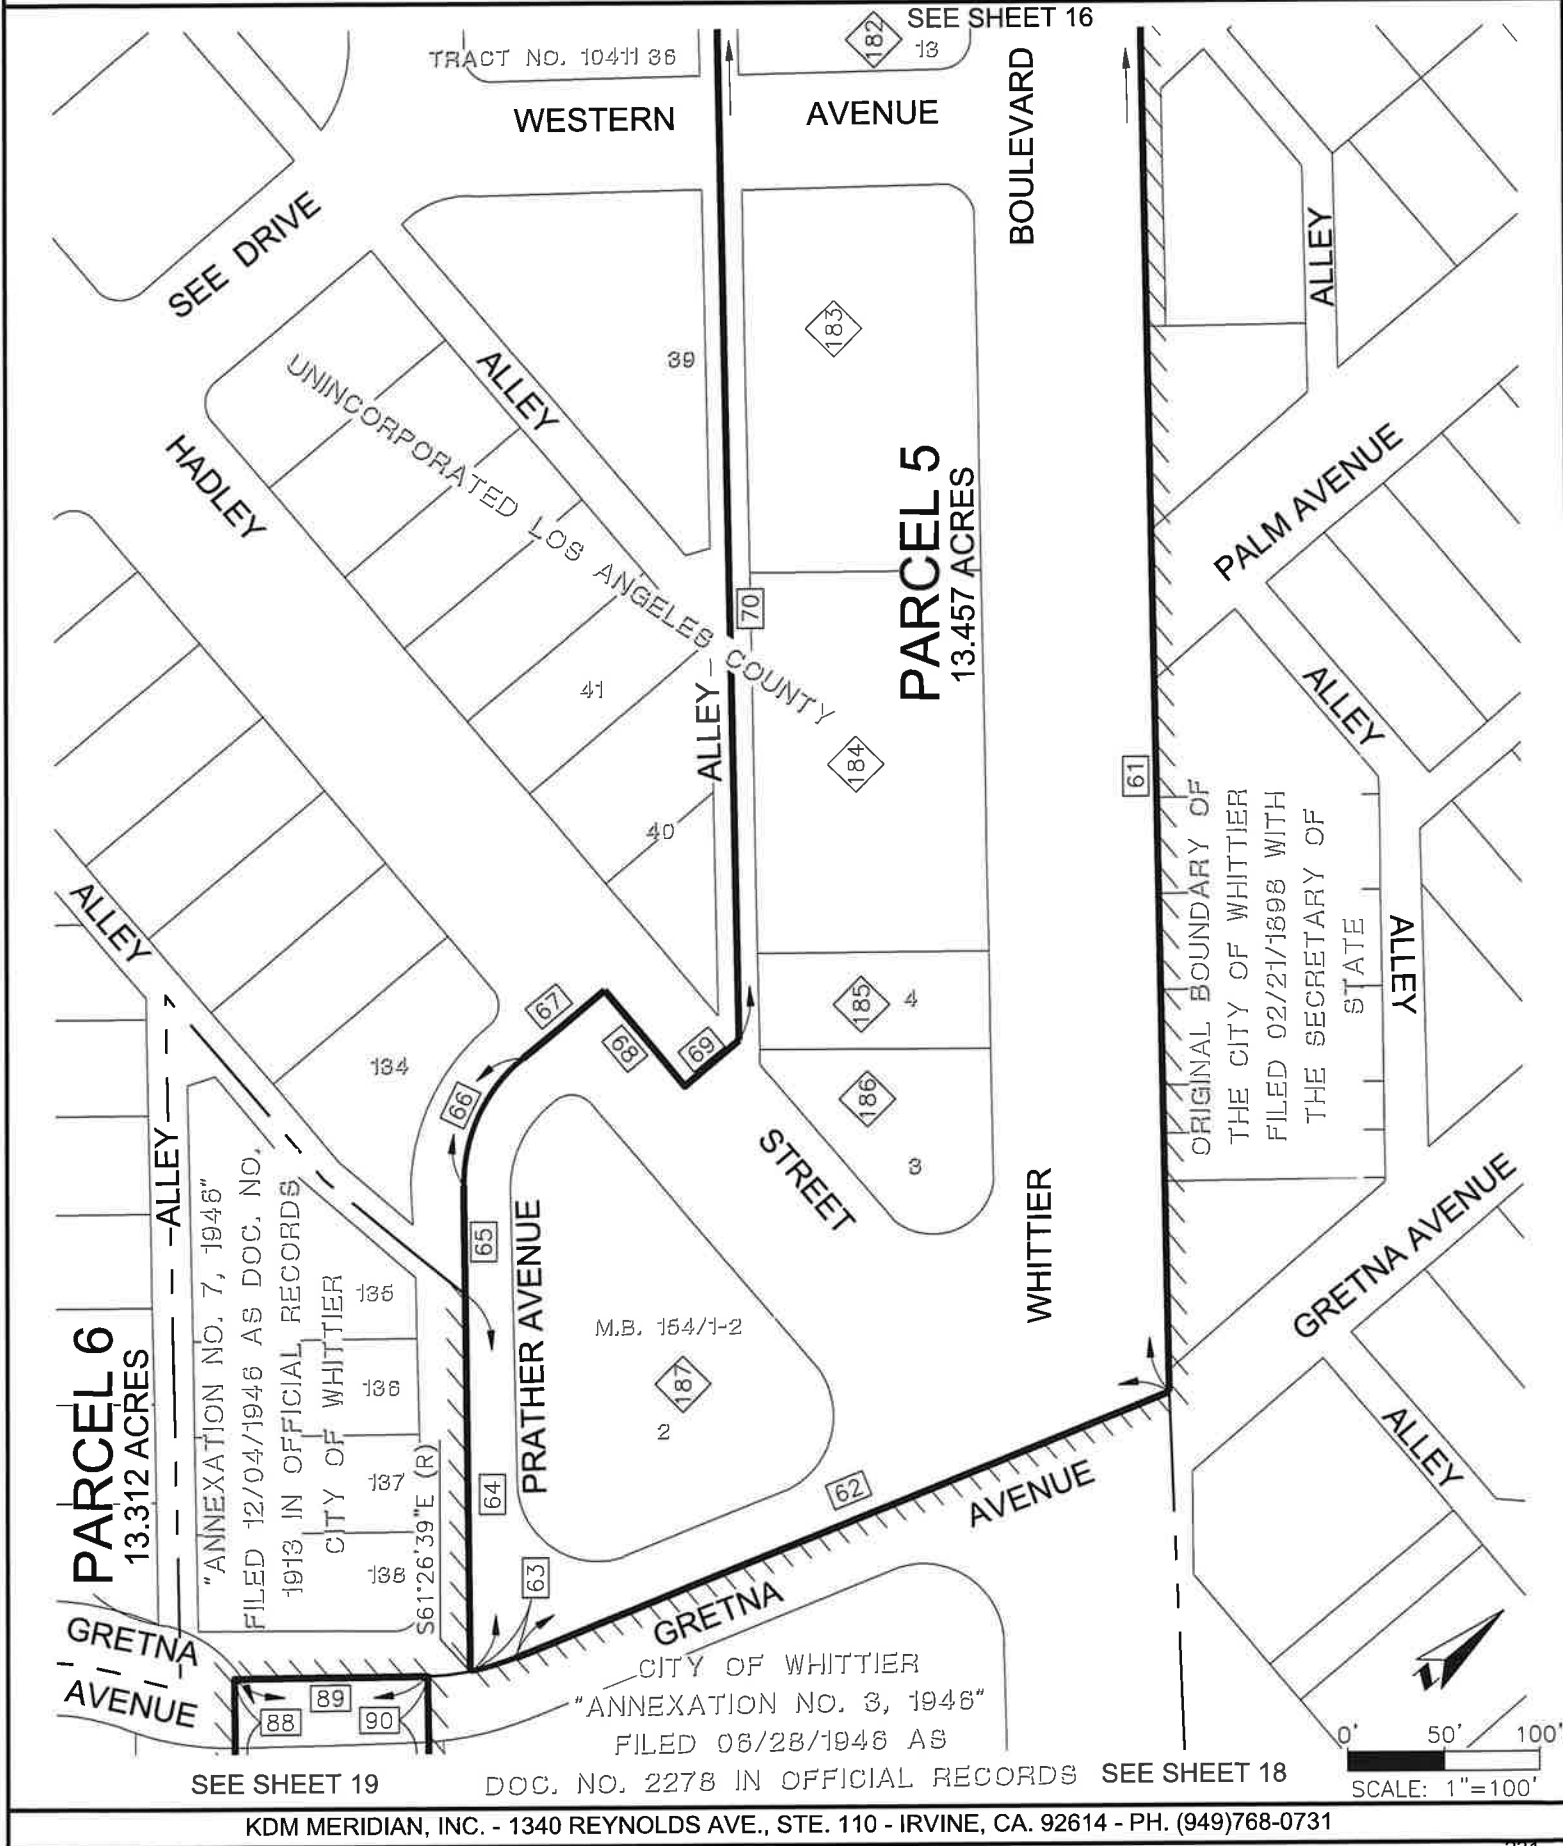 SEE SHEET 16
TRACT NO. 10411 36
182
13
WESTERN AVENUE
BOULEVARD
SEE DRIVE
ALLEY
ALLEY
39
183
UNINCORPORATED LOS ANGELES COUNTY
HADLEY
PARCEL 5
13.457 ACRES
PALM AVENUE
70
41
ALLEY
ALLEY
184
61
40
ORIGINAL BOUNDARY OF
THE CITY OF WHITTIER
FILED 02/21/1898 WITH
THE SECRETARY OF
STATE
ALLEY
ALLEY
67
68
69
185
4
134
66
186
3
STREET
ALLEY
65
PRATHER AVENUE
WHITTIER
GRETNA AVENUE
PARCEL 6
13.312 ACRES
"ANNEXATION NO. 7, 1946"
FILED 12/04/1946 AS DOC. NO.
1913 IN OFFICIAL RECORDS
CITY OF WHITTIER
135
136
137
138
S61°26'39"E (R)
M.B. 154/1-2
187
2
64
62
63
ALLEY
GRETNA AVENUE
GRETNA
AVENUE
89
88
90
CITY OF WHITTIER
"ANNEXATION NO. 3, 1946"
FILED 06/28/1946 AS
DOC. NO. 2278 IN OFFICIAL RECORDS
SEE SHEET 19
SEE SHEET 18
0' 50' 100'
SCALE: 1"=100'
KDM MERIDIAN, INC. - 1340 REYNOLDS AVE., STE. 110 - IRVINE, CA. 92614 - PH. (949)768-0731